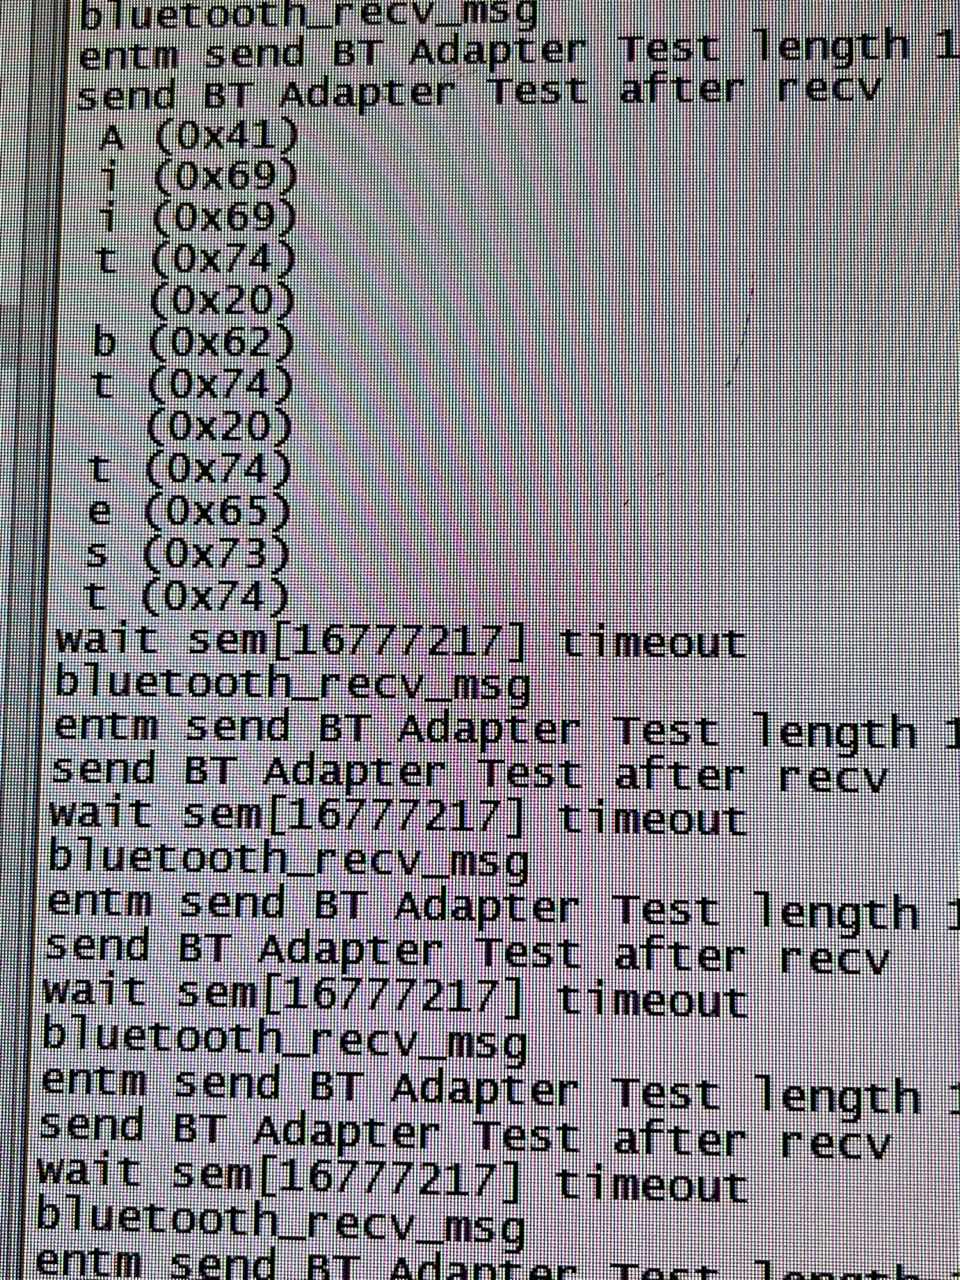 bluetooth_recv_msg
entm send BT Adapter Test length 1
send BT Adapter Test after recv
A (0x41)
i (0x69)
i (0x69)
t (0x74)
(0x20)
b (0x62)
t (0x74)
(0x20)
t (0x74)
e (0x65)
s (0x73)
t (0x74)
wait sem[16777217] timeout
bluetooth_recv_msg
entm send BT Adapter Test length 1
send BT Adapter Test after recv
wait sem[16777217] timeout
bluetooth_recv_msg
entm send BT Adapter Test length 1
send BT Adapter Test after recv
wait sem[16777217] timeout
bluetooth_recv_msg
entm send BT Adapter Test length 1
send BT Adapter Test after recv
wait sem[16777217] timeout
bluetooth_recv_msg
entm send BT Adapter Test length